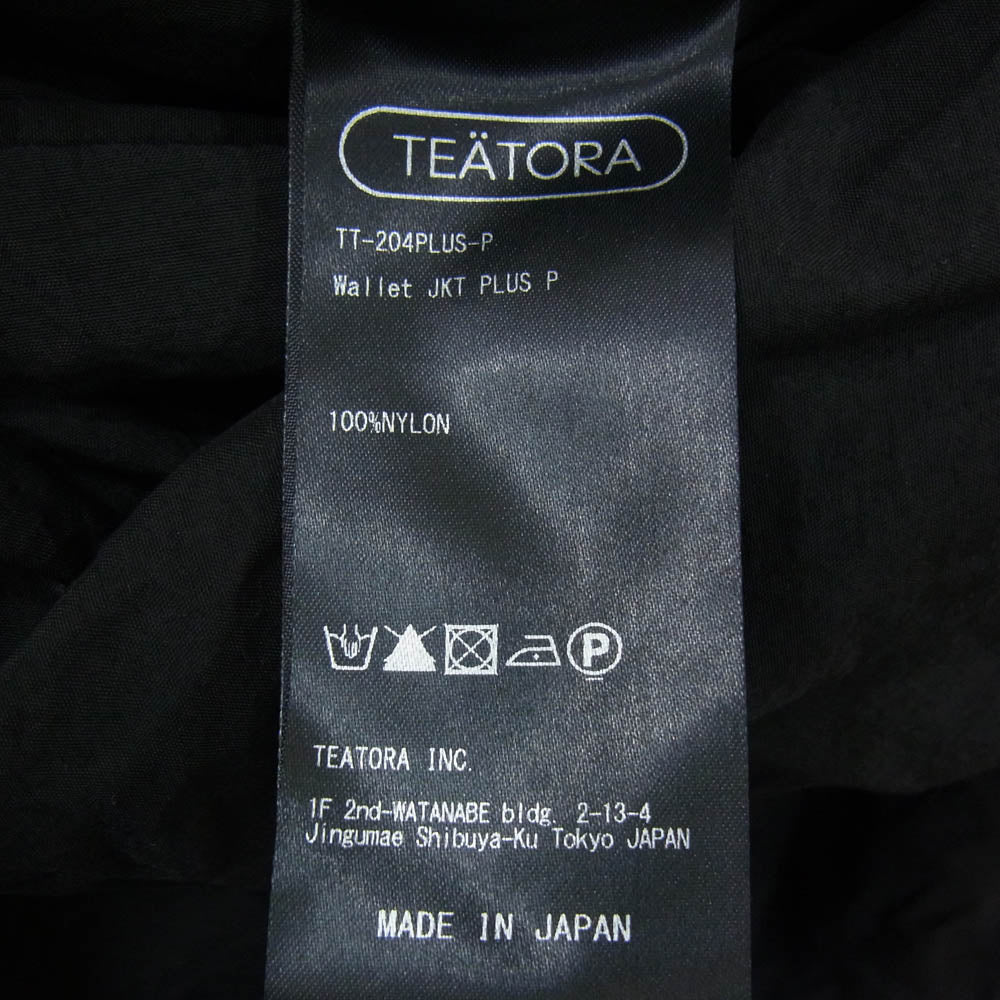 TEÄTORA
TT-204PLUS-P
Wallet JKT PLUS P
100%NYLON
P
TEATORA INC.
1F 2nd-WATANABE bldg. 2-13-4
Jingumae Shibuya-Ku Tokyo JAPAN
MADE IN JAPAN